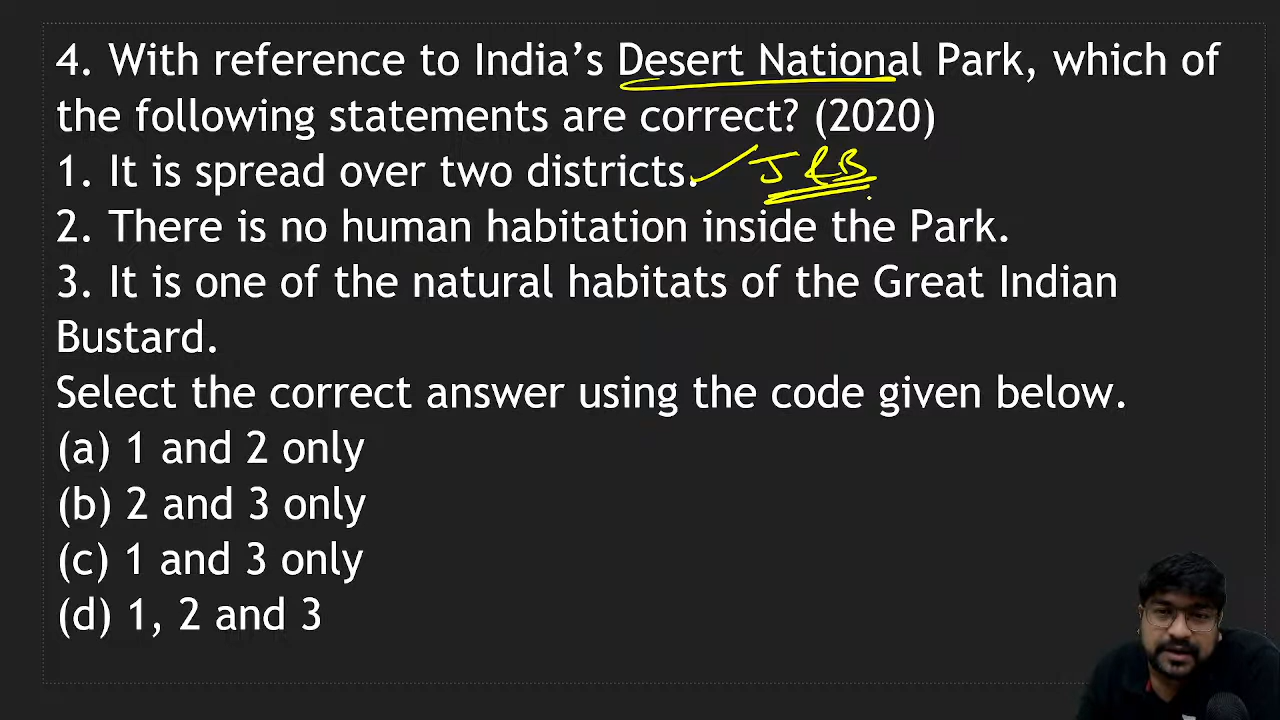 4. With reference to India’s Desert National Park, which of
the following statements are correct? (2020)
1. It is spread over two districts. J & B
2. There is no human habitation inside the Park.
3. It is one of the natural habitats of the Great Indian
Bustard.
Select the correct answer using the code given below.
(a) 1 and 2 only
(b) 2 and 3 only
(c) 1 and 3 only
(d) 1, 2 and 3